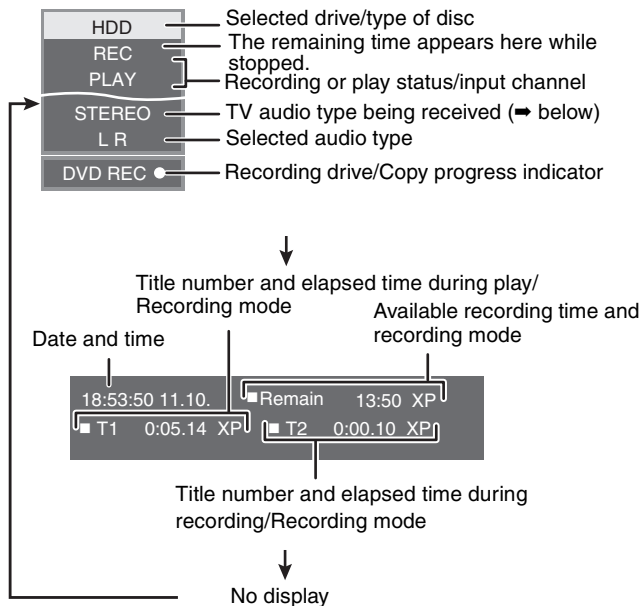 HDD
Selected drive/type of disc
REC
The remaining time appears here while
stopped.
PLAY
Recording or play status/input channel
STEREO
TV audio type being received (➡ below)
L R
Selected audio type
DVD REC ●
Recording drive/Copy progress indicator
Title number and elapsed time during play/
Recording mode
Available recording time and
recording mode
Date and time
18:53:50 11.10.
Remain 13:50 XP
T1 0:05.14 XP
T2 0:00.10 XP
Title number and elapsed time during
recording/Recording mode
No display